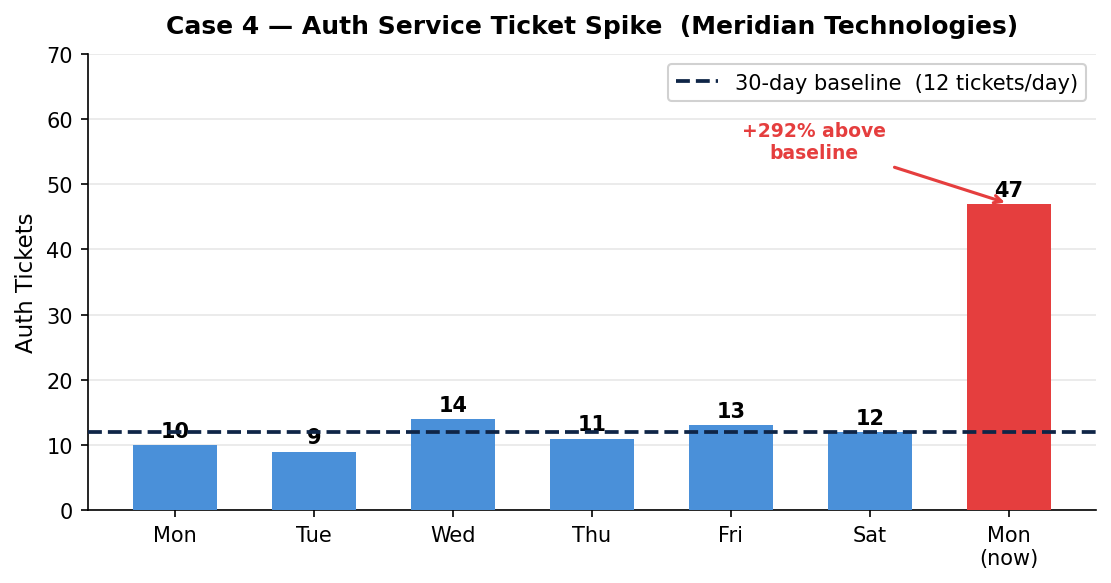 Case 4 — Auth Service Ticket Spike  (Meridian Technologies)
30-day baseline  (12 tickets/day)
+292% above
baseline
Auth Tickets
70
60
50
40
30
20
10
0
10
9
14
11
13
12
47
Mon
Tue
Wed
Thu
Fri
Sat
Mon
(now)